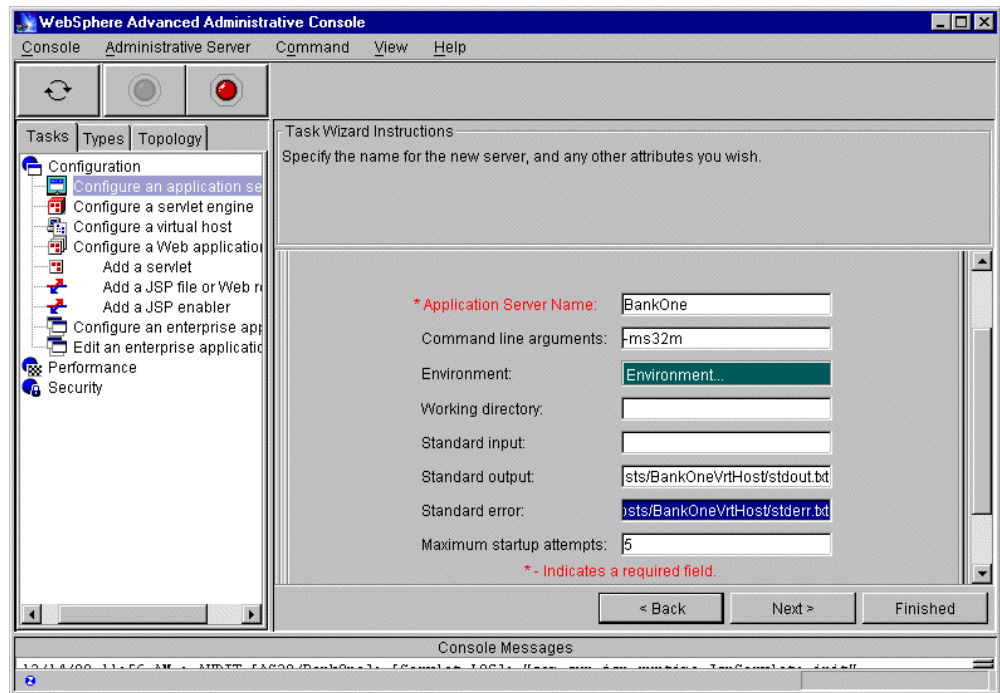 WebSphere Advanced Administrative Console
Console Administrative Server Command View Help
Tasks Types Topology
Configuration
Configure an application se
Configure a servlet engine
Configure a virtual host
Configure a Web application
Add a servlet
Add a JSP file or Web re
Add a JSP enabler
Configure an enterprise app
Edit an enterprise applicatio
Performance
Security
Task Wizard Instructions
Specify the name for the new server, and any other attributes you wish.
* Application Server Name: BankOne
Command line arguments: -ms32m
Environment: Environment...
Working directory:
Standard input:
Standard output: sts/BankOneVrtHost/stdout.txt
Standard error: osts/BankOneVrtHost/stderr.txt
Maximum startup attempts: 5
* - Indicates a required field.
< Back Next > Finished
Console Messages